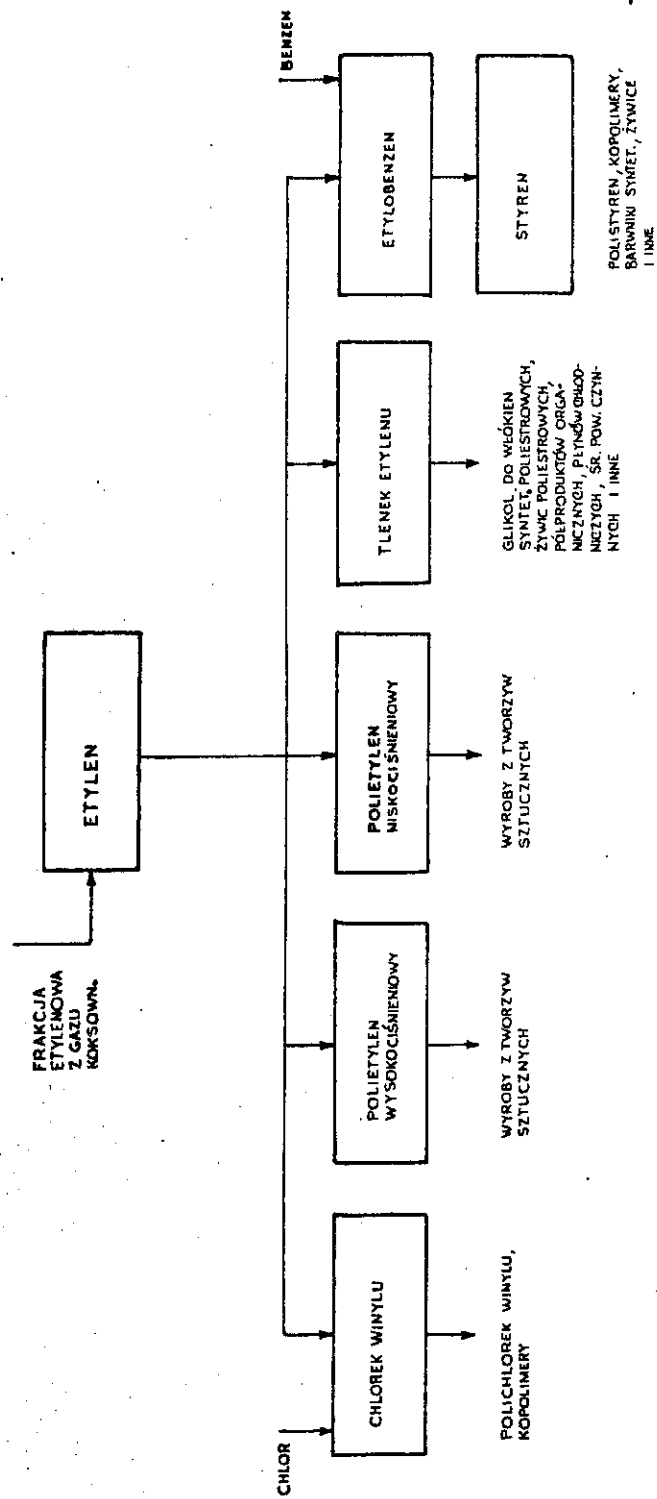 FRAKCJA
ETYLENOWA
Z GAZU
KOKSOWN.
ETYLEN
CHLOR
BENZEN
CHLOREK WINYLU
POLIETYLEN
WYSOKOCIŚNIENIOWY
POLIETYLEN
NISKOCIŚNIENIOWY
TLENEK ETYLENU
ETYLOBENZEN
STYREN
POLICHLOREK WINYLU,
KOPOLIMERY
WYROBY Z TWORZYW
SZTUCZNYCH
WYROBY Z TWORZYW
SZTUCZNYCH
GLIKOL DO WŁÓKIEN
SYNTET. POLIESTROWYCH,
ŻYWIC POLIESTROWYCH,
PÓŁPRODUKTÓW ORGA-
NICZNYCH, PŁYNÓW CHŁOD-
NICZYCH, ŚR. POW. CZYN-
NYCH I INNE
POLISTYREN, KOPOLIMERY,
BARWNIKI SYNTET., ŻYWICE
I INNE